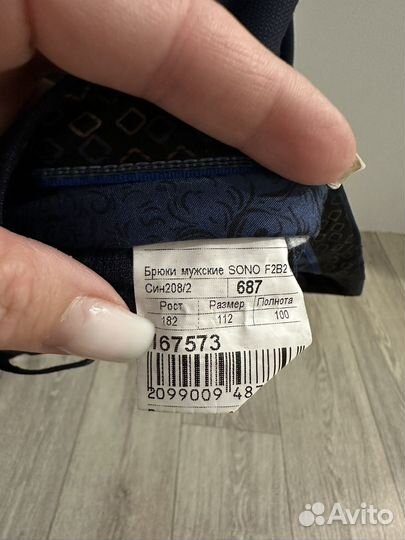 Брюки мужские SONO F2B2
Син208/2 687
Рост Размер Полнота
182 112 100
167573
2099009 487
Avito